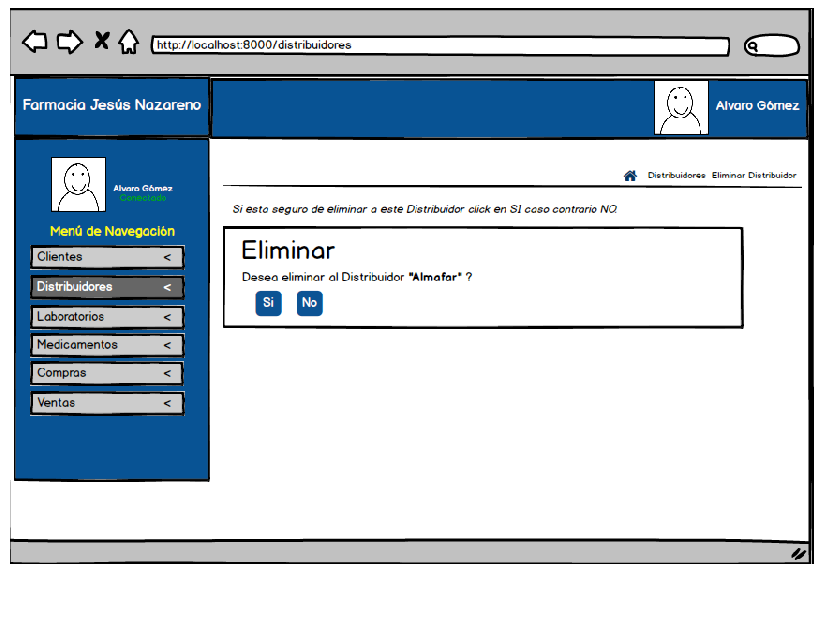 http://localhost:8000/distribuidores
Farmacia Jesús Nazareno
Alvaro Gómez
Alvaro Gómez
Conectado
Menú de Navegación
Clientes <
Distribuidores <
Laboratorios <
Medicamentos <
Compras <
Ventas <
Distribuidores Eliminar Distribuidor
Si esta seguro de eliminar a este Distribuidor click en SI caso contrario NO.
Eliminar
Desea eliminar al Distribuidor "Almafar" ?
Si No